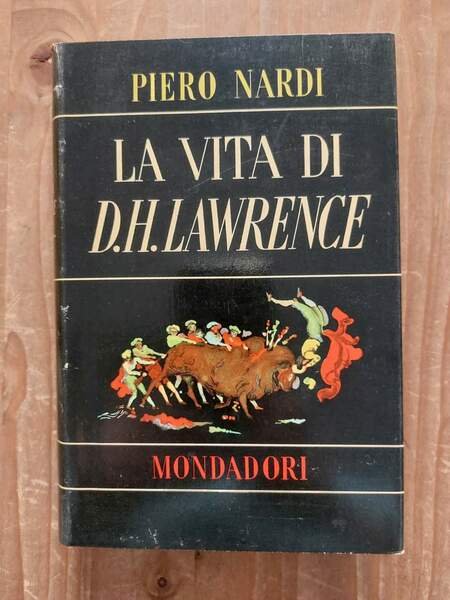 PIERO NARDI
LA VITA DI
D.H. LAWRENCE
MONDADORI